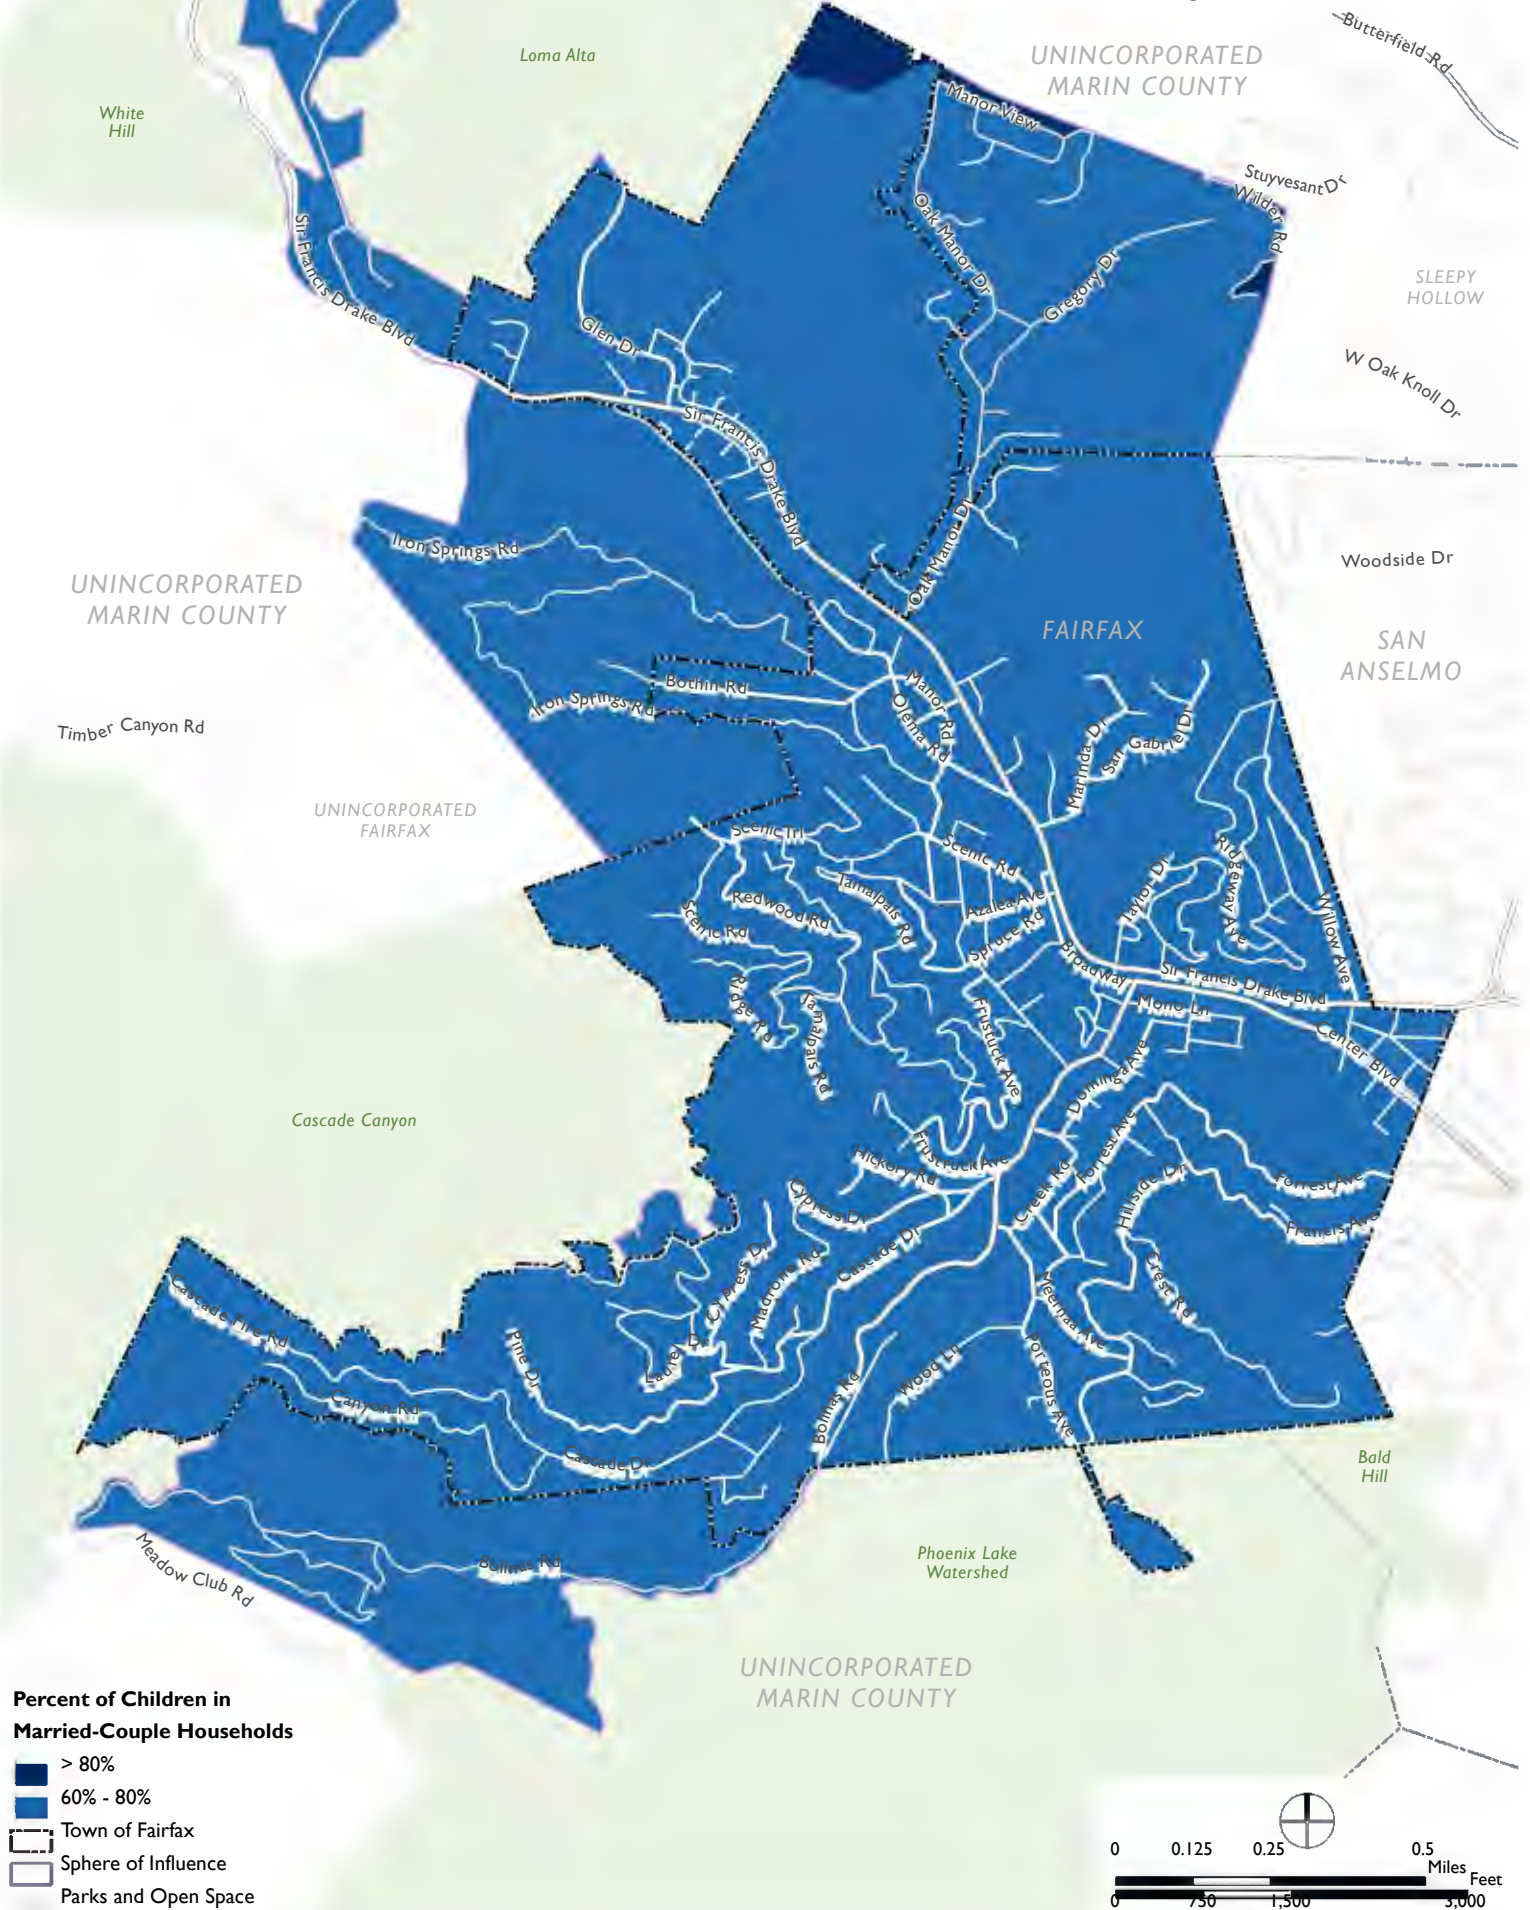 Butterfield Rd
Loma Alta
UNINCORPORATED
MARIN COUNTY
White
Hill
Manor View
Stuyvesant Dr
Wilder Rd
Oak Manor Dr
Sir Francis Drake Blvd
Gregory Dr
SLEEPY
HOLLOW
Glen Dr
W Oak Knoll Dr
Sir Francis Drake Blvd
Iron Springs Rd
Oak Manor Dr
Woodside Dr
UNINCORPORATED
MARIN COUNTY
FAIRFAX
SAN
ANSELMO
Bothin Rd
Manor Rd
Iron Springs Rd
Olema Rd
Timber Canyon Rd
Marinda Dr
San Gabriel Dr
UNINCORPORATED
FAIRFAX
Scenic Trl
Scenic Rd
Ridgeway Ave
Tamalpais Rd
Taylor Dr
Redwood Rd
Azalea Ave
Scenic Rd
Spruce Rd
Willow Ave
Broadway
Sir Francis Drake Blvd
Ridge Rd
Tamalpais Rd
Frustuck Ave
Mono Ln
Center Blvd
Dominga Ave
Cascade Canyon
Forrest Ave
Frustruck Ave
Hickory Rd
Creek Rd
Hillside Dr
Forrest Ave
Cypress Dr
Francis Ave
Cascade Dr
Cypress Dr
Madrone Rd
Crest Rd
Cascade Fire Rd
Meernaa Ave
Pine Dr
Laurel Dr
Wood Ln
Porteous Ave
Canyon Rd
Bolinas Rd
Cascade Dr
Bald
Hill
Meadow Club Rd
Bolinas Rd
Phoenix Lake
Watershed
UNINCORPORATED
MARIN COUNTY
Percent of Children in
Married-Couple Households
> 80%
60% - 80%
Town of Fairfax
Sphere of Influence
Parks and Open Space
0 0.125 0.25 0.5
Miles
Feet
0 750 1,500 3,000